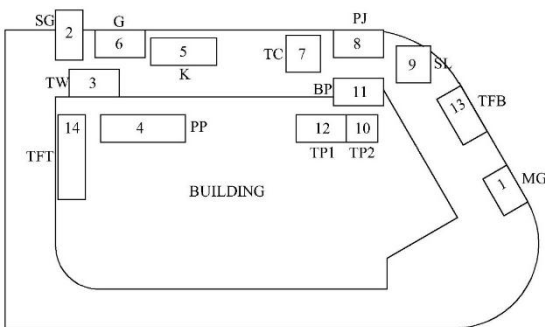 SG
2
G
6
5
K
TC
7
PJ
8
9
SL
TW
3
BP
11
13
TFB
14
TFT
4
PP
12
TP1
10
TP2
1
MG
BUILDING